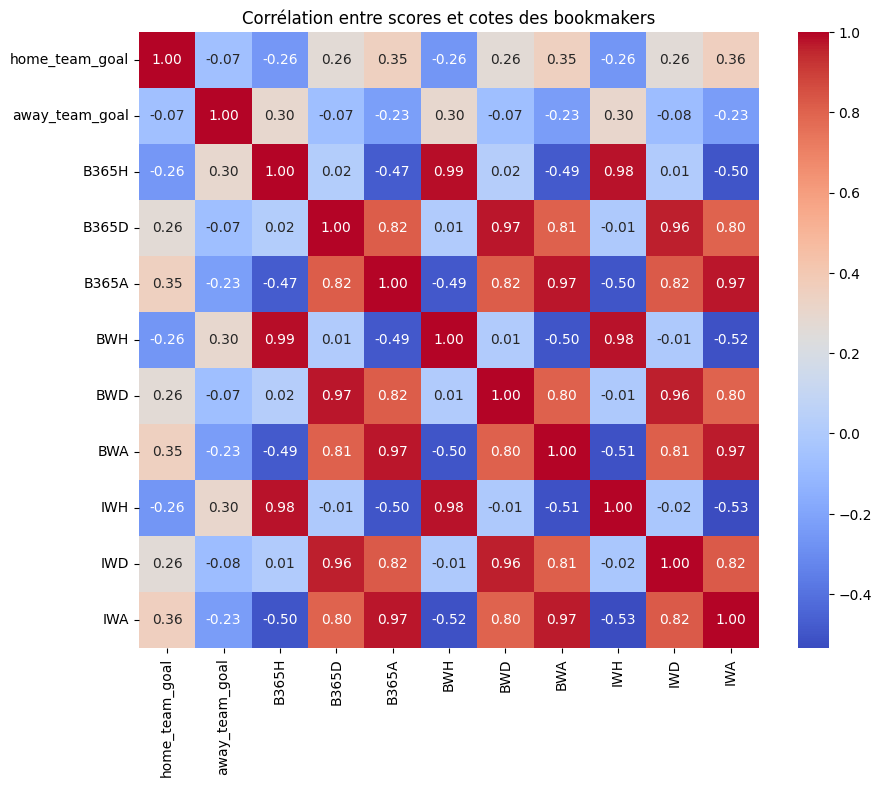 Corrélation entre scores et cotes des bookmakers
home_team_goal 1.00 -0.07 -0.26 0.26 0.35 -0.26 0.26 0.35 -0.26 0.26 0.36
away_team_goal -0.07 1.00 0.30 -0.07 -0.23 0.30 -0.07 -0.23 0.30 -0.08 -0.23
B365H -0.26 0.30 1.00 0.02 -0.47 0.99 0.02 -0.49 0.98 0.01 -0.50
B365D 0.26 -0.07 0.02 1.00 0.82 0.01 0.97 0.81 -0.01 0.96 0.80
B365A 0.35 -0.23 -0.47 0.82 1.00 -0.49 0.82 0.97 -0.50 0.82 0.97
BWH -0.26 0.30 0.99 0.01 -0.49 1.00 0.01 -0.50 0.98 -0.01 -0.52
BWD 0.26 -0.07 0.02 0.97 0.82 0.01 1.00 0.80 -0.01 0.96 0.80
BWA 0.35 -0.23 -0.49 0.81 0.97 -0.50 0.80 1.00 -0.51 0.81 0.97
IWH -0.26 0.30 0.98 -0.01 -0.50 0.98 -0.01 -0.51 1.00 -0.02 -0.53
IWD 0.26 -0.08 0.01 0.96 0.82 -0.01 0.96 0.81 -0.02 1.00 0.82
IWA 0.36 -0.23 -0.50 0.80 0.97 -0.52 0.80 0.97 -0.53 0.82 1.00
home_team_goal
away_team_goal
B365H
B365D
B365A
BWH
BWD
BWA
IWH
IWD
IWA
1.0
0.8
0.6
0.4
0.2
0.0
−0.2
−0.4